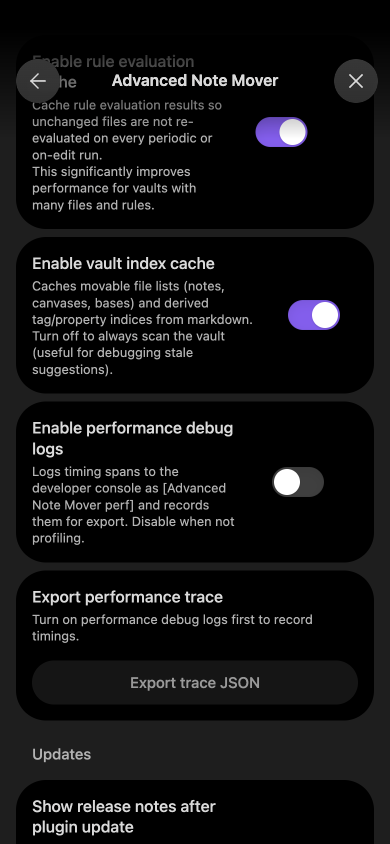 Enable rule evaluation
Advanced Note Mover
che
Cache rule evaluation results so
unchanged files are not re-
evaluated on every periodic or
on-edit run.
This significantly improves
performance for vaults with
many files and rules.
Enable vault index cache
Caches movable file lists (notes,
canvases, bases) and derived
tag/property indices from markdown.
Turn off to always scan the vault
(useful for debugging stale
suggestions).
Enable performance debug
logs
Logs timing spans to the
developer console as [Advanced
Note Mover perf] and records
them for export. Disable when not
profiling.
Export performance trace
Turn on performance debug logs first to record
timings.
Export trace JSON
Updates
Show release notes after
plugin update